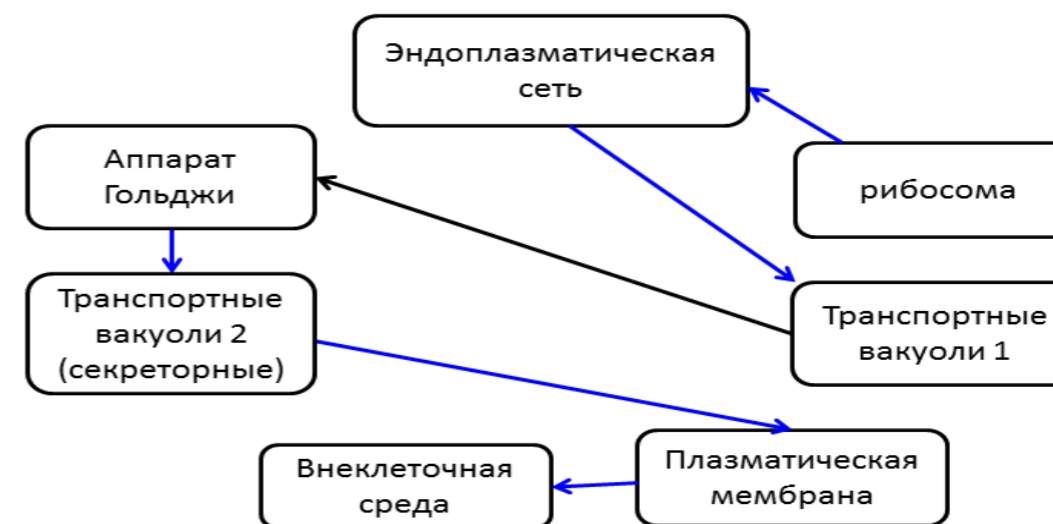 Эндоплазматическая
сеть
Аппарат
Гольджи
рибосома
Транспортные
вакуоли 2
(секреторные)
Транспортные
вакуоли 1
Плазматическая
мембрана
Внеклеточная
среда